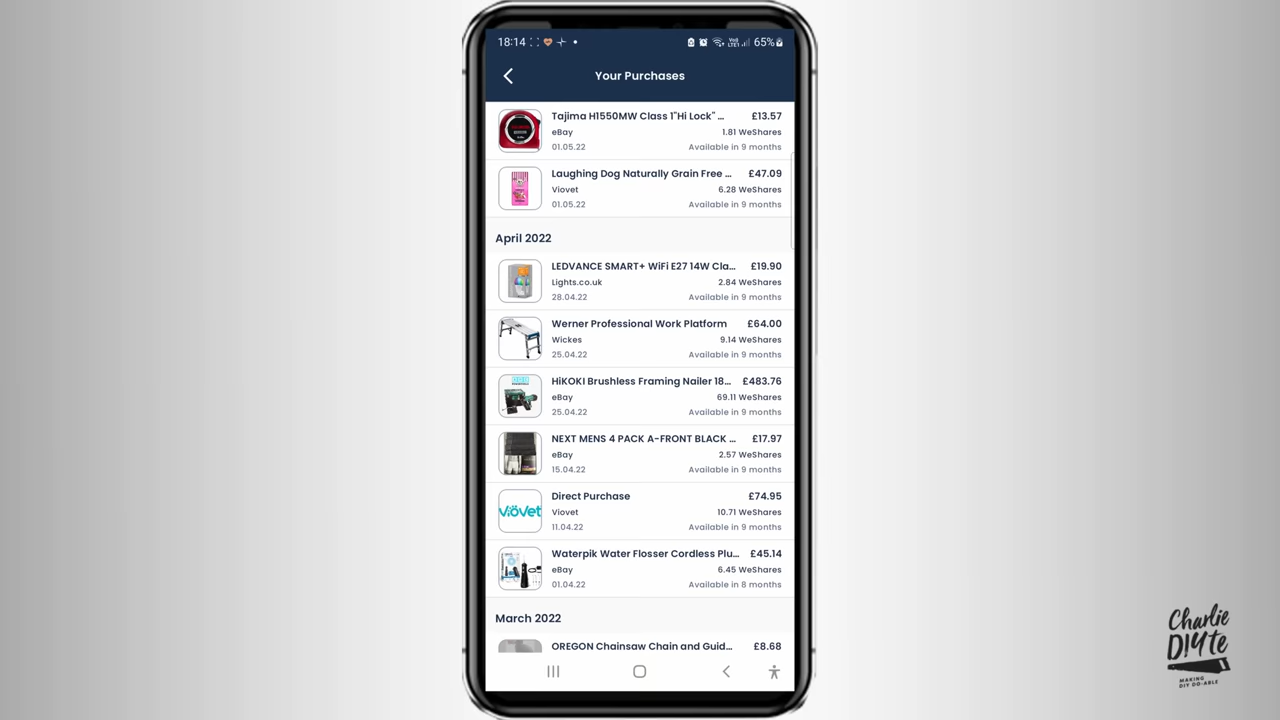 18:14
65%
Your Purchases
Tajima H1550MW Class 1"Hi Lock" ...
£13.57
eBay
1.81 WeShares
01.05.22
Available in 9 months
Laughing Dog Naturally Grain Free ...
£47.09
Viovet
6.28 WeShares
01.05.22
Available in 9 months
April 2022
LEDVANCE SMART+ WiFi E27 14W Cla...
£19.90
Lights.co.uk
2.84 WeShares
28.04.22
Available in 9 months
Werner Professional Work Platform
£64.00
Wickes
9.14 WeShares
25.04.22
Available in 9 months
HiKOKI Brushless Framing Nailer 18...
£483.76
eBay
69.11 WeShares
25.04.22
Available in 9 months
NEXT MENS 4 PACK A-FRONT BLACK ...
£17.97
eBay
2.57 WeShares
15.04.22
Available in 9 months
VioVet
Direct Purchase
£74.95
Viovet
10.71 WeShares
11.04.22
Available in 9 months
Waterpik Water Flosser Cordless Plu...
£45.14
eBay
6.45 WeShares
01.04.22
Available in 8 months
March 2022
OREGON Chainsaw Chain and Guid...
£8.68
Charlie
DIYte
MAKING
DIY DO-ABLE